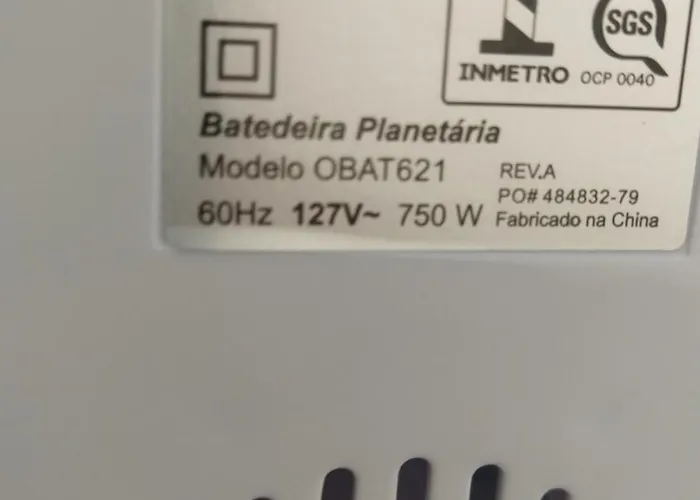 SGS
INMETRO OCP 0040
Batedeira Planetária
Modelo OBAT621
REV.A
PO# 484832-79
60Hz 127V~ 750 W
Fabricado na China